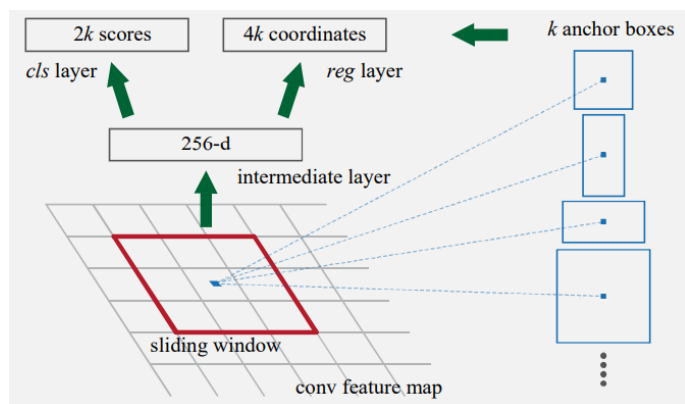 2k scores
4k coordinates
k anchor boxes
cls layer
reg layer
256-d
intermediate layer
sliding window
conv feature map